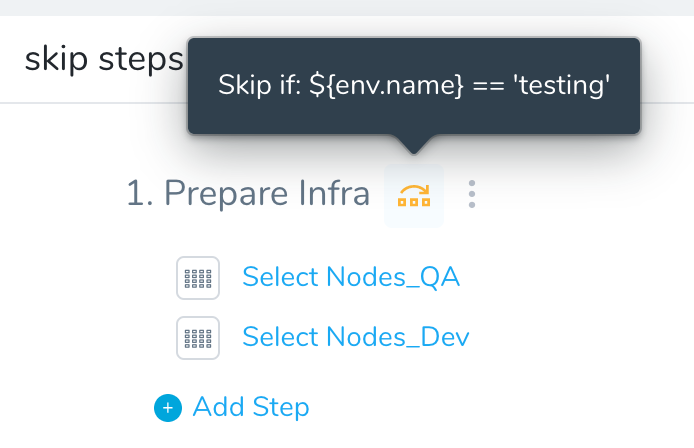 skip steps
Skip if: ${env.name} == 'testing'
1. Prepare Infra
Select Nodes_QA
Select Nodes_Dev
Add Step